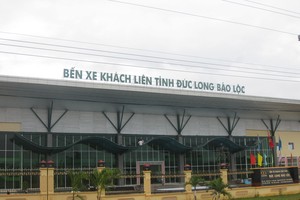 BẾN XE KHÁCH LIÊN TỈNH ĐỨC LONG BẢO LỘC